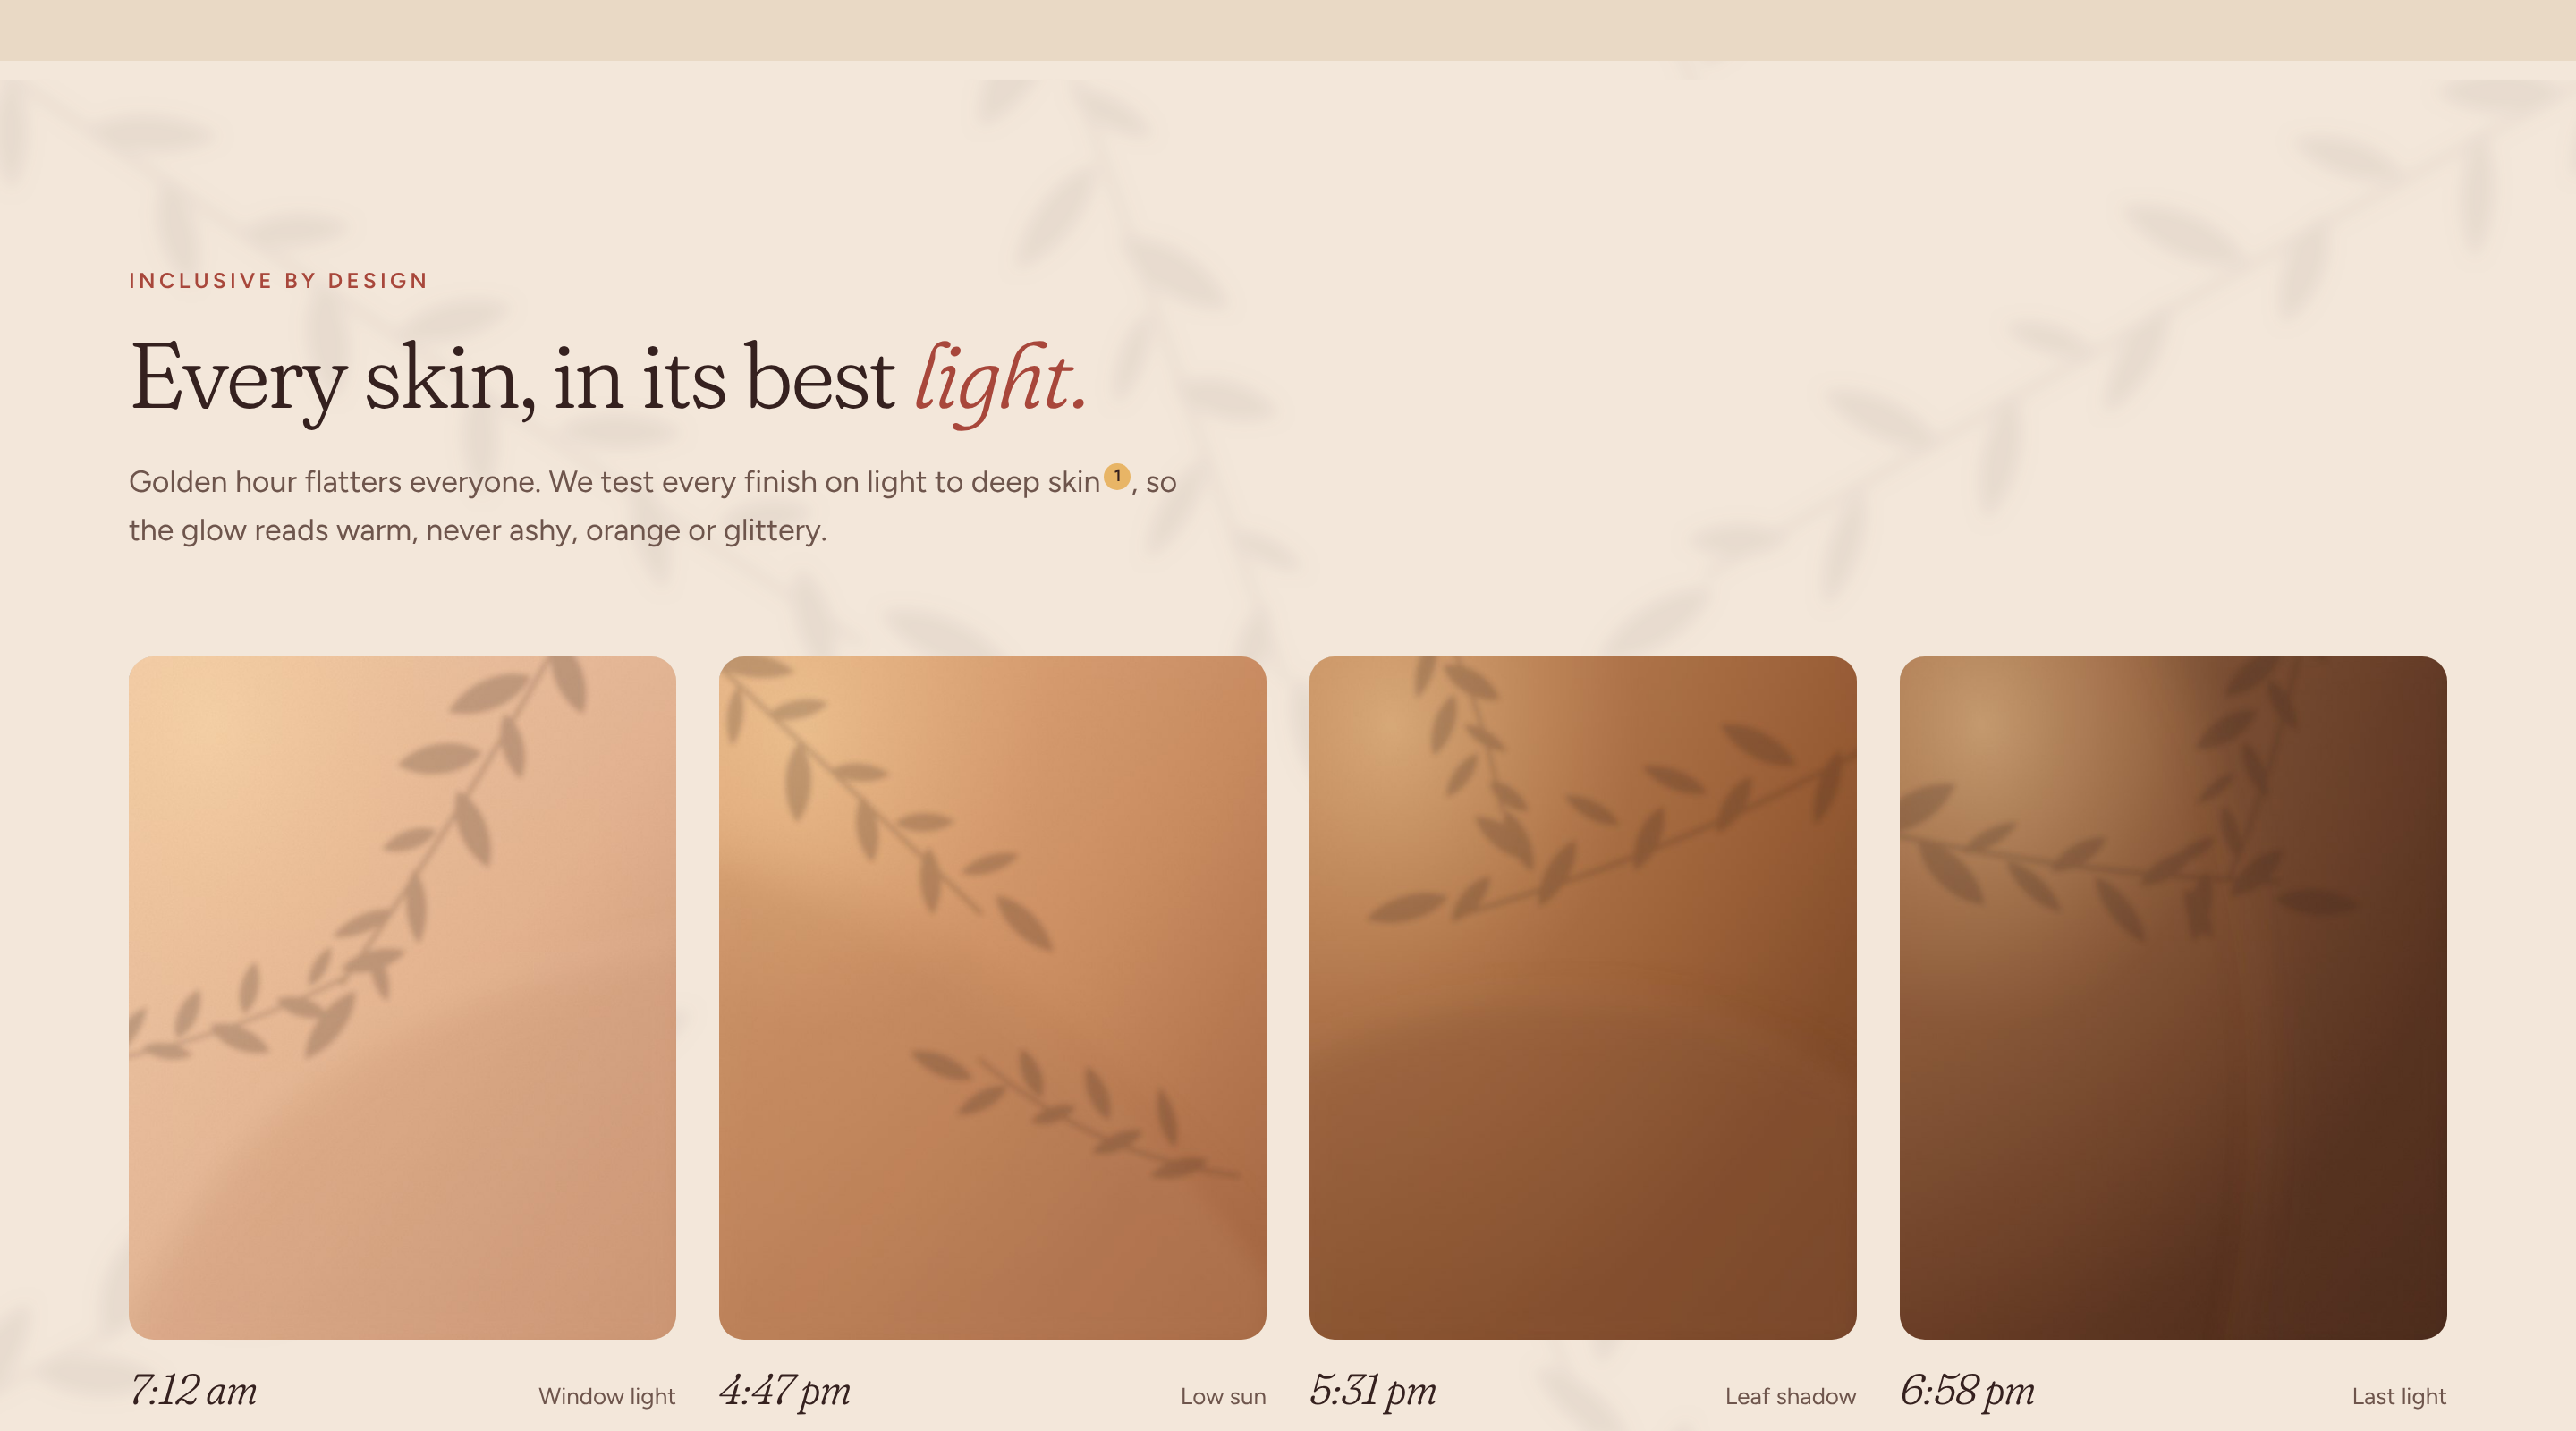 INCLUSIVE BY DESIGN
Every skin, in its best light.
Golden hour flatters everyone. We test every finish on light to deep skin 1, so
the glow reads warm, never ashy, orange or glittery.
7:12 am Window light
4:47 pm Low sun
5:31 pm Leaf shadow
6:58 pm Last light